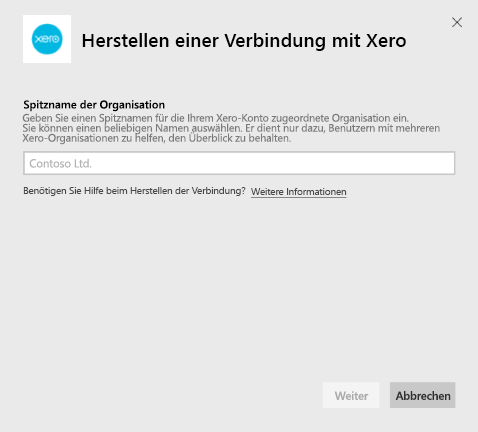 xero
Herstellen einer Verbindung mit Xero
Spitzname der Organisation
Geben Sie einen Spitznamen für die Ihrem Xero-Konto zugeordnete Organisation ein.
Sie können einen beliebigen Namen auswählen. Er dient nur dazu, Benutzern mit mehreren
Xero-Organisationen zu helfen, den Überblick zu behalten.
Contoso Ltd.
Benötigen Sie Hilfe beim Herstellen der Verbindung? Weitere Informationen
Weiter Abbrechen